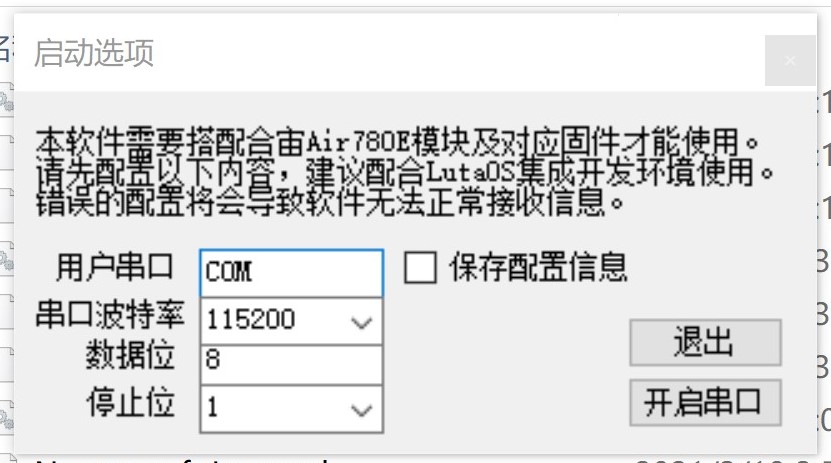 启动选项
本软件需要搭配合宙Air780E模块及对应固件才能使用。
请先配置以下内容，建议配合LutaOS集成开发环境使用。
错误的配置将会导致软件无法正常接收信息。
用户串口 COM 保存配置信息
串口波特率 115200
数据位 8
停止位 1
退出
开启串口